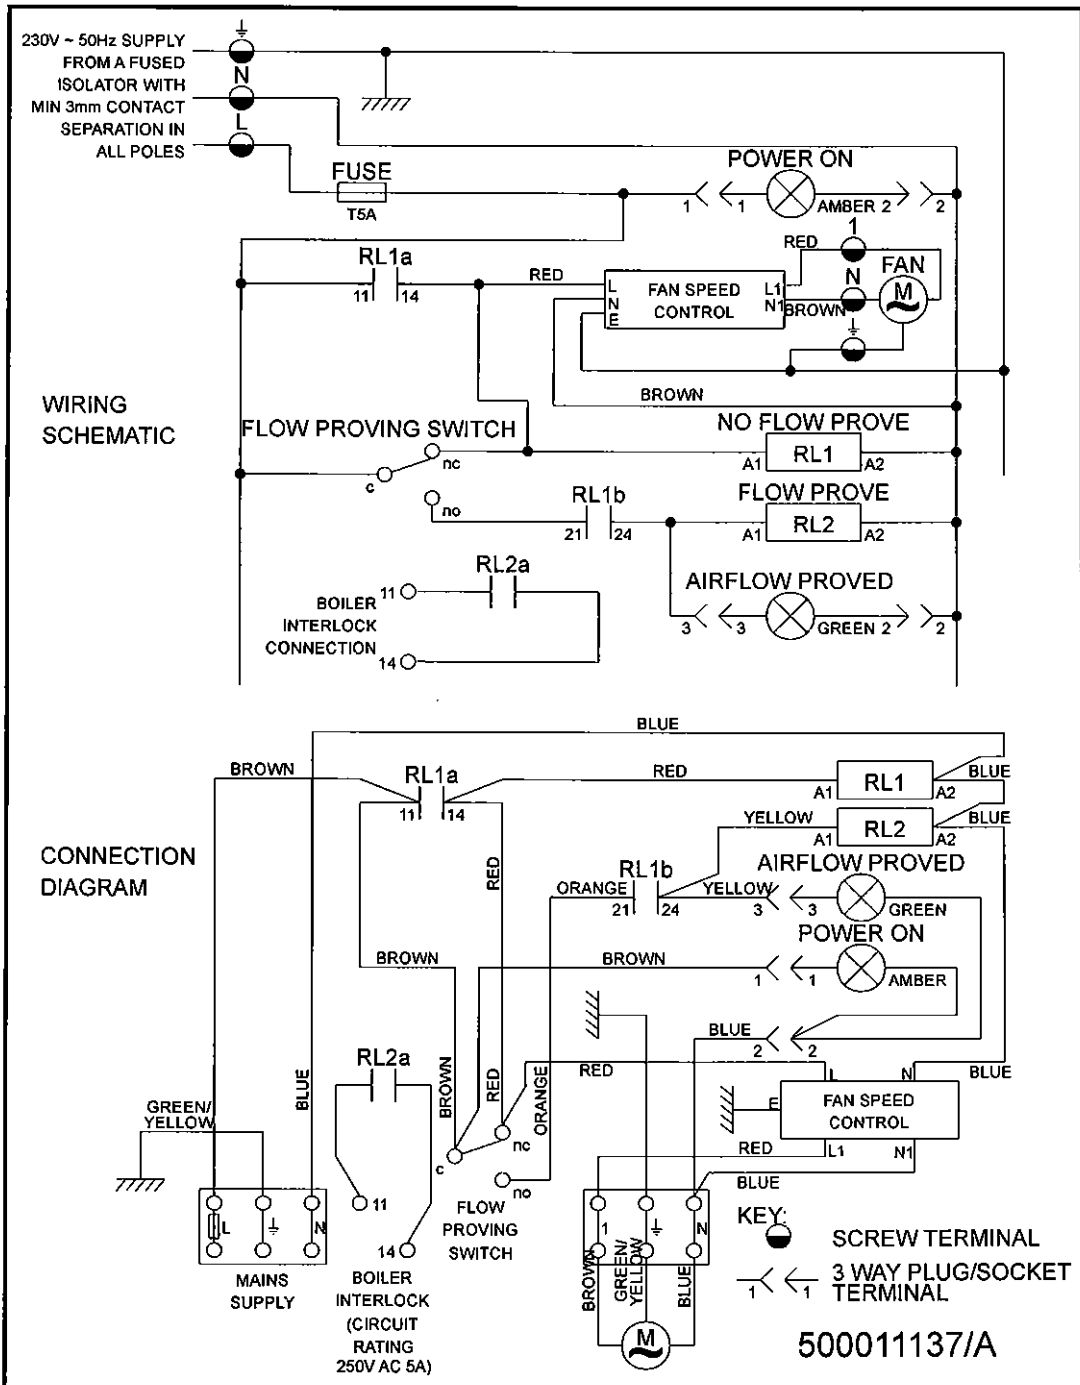 230V ~ 50Hz SUPPLY
FROM A FUSED
ISOLATOR WITH
MIN 3mm CONTACT
SEPARATION IN
ALL POLES
N
L
FUSE
T5A
POWER ON
1 1 AMBER 2 2
RL1a
11 14
RED
L
N
E
FAN SPEED
CONTROL
L1
N1
RED
1
N
BROWN
FAN
M
BROWN
WIRING
SCHEMATIC
FLOW PROVING SWITCH
c
nc
no
NO FLOW PROVE
A1 RL1 A2
FLOW PROVE
RL1b
21 24
A1 RL2 A2
RL2a
11
BOILER
INTERLOCK
CONNECTION
14
AIRFLOW PROVED
3 3 GREEN 2 2
BLUE
BROWN
RL1a
11 14
RED
A1 RL1 A2
BLUE
YELLOW
A1 RL2 A2
BLUE
CONNECTION
DIAGRAM
RED
AIRFLOW PROVED
RL1b
ORANGE
21 24
YELLOW
3 3
GREEN
POWER ON
BROWN
BROWN
1 1
AMBER
BLUE
2 2
RL2a
BLUE
BROWN
RED
ORANGE
RED
L N
BLUE
E
FAN SPEED
CONTROL
L1 N1
GREEN/
YELLOW
c
nc
no
RED
BLUE
L
N
MAINS
SUPPLY
11
14
BOILER
INTERLOCK
(CIRCUIT
RATING
250V AC 5A)
FLOW
PROVING
SWITCH
1
N
BROWN
GREEN/
YELLOW
BLUE
M
KEY:
SCREW TERMINAL
1 1
3 WAY PLUG/SOCKET
TERMINAL
500011137/A